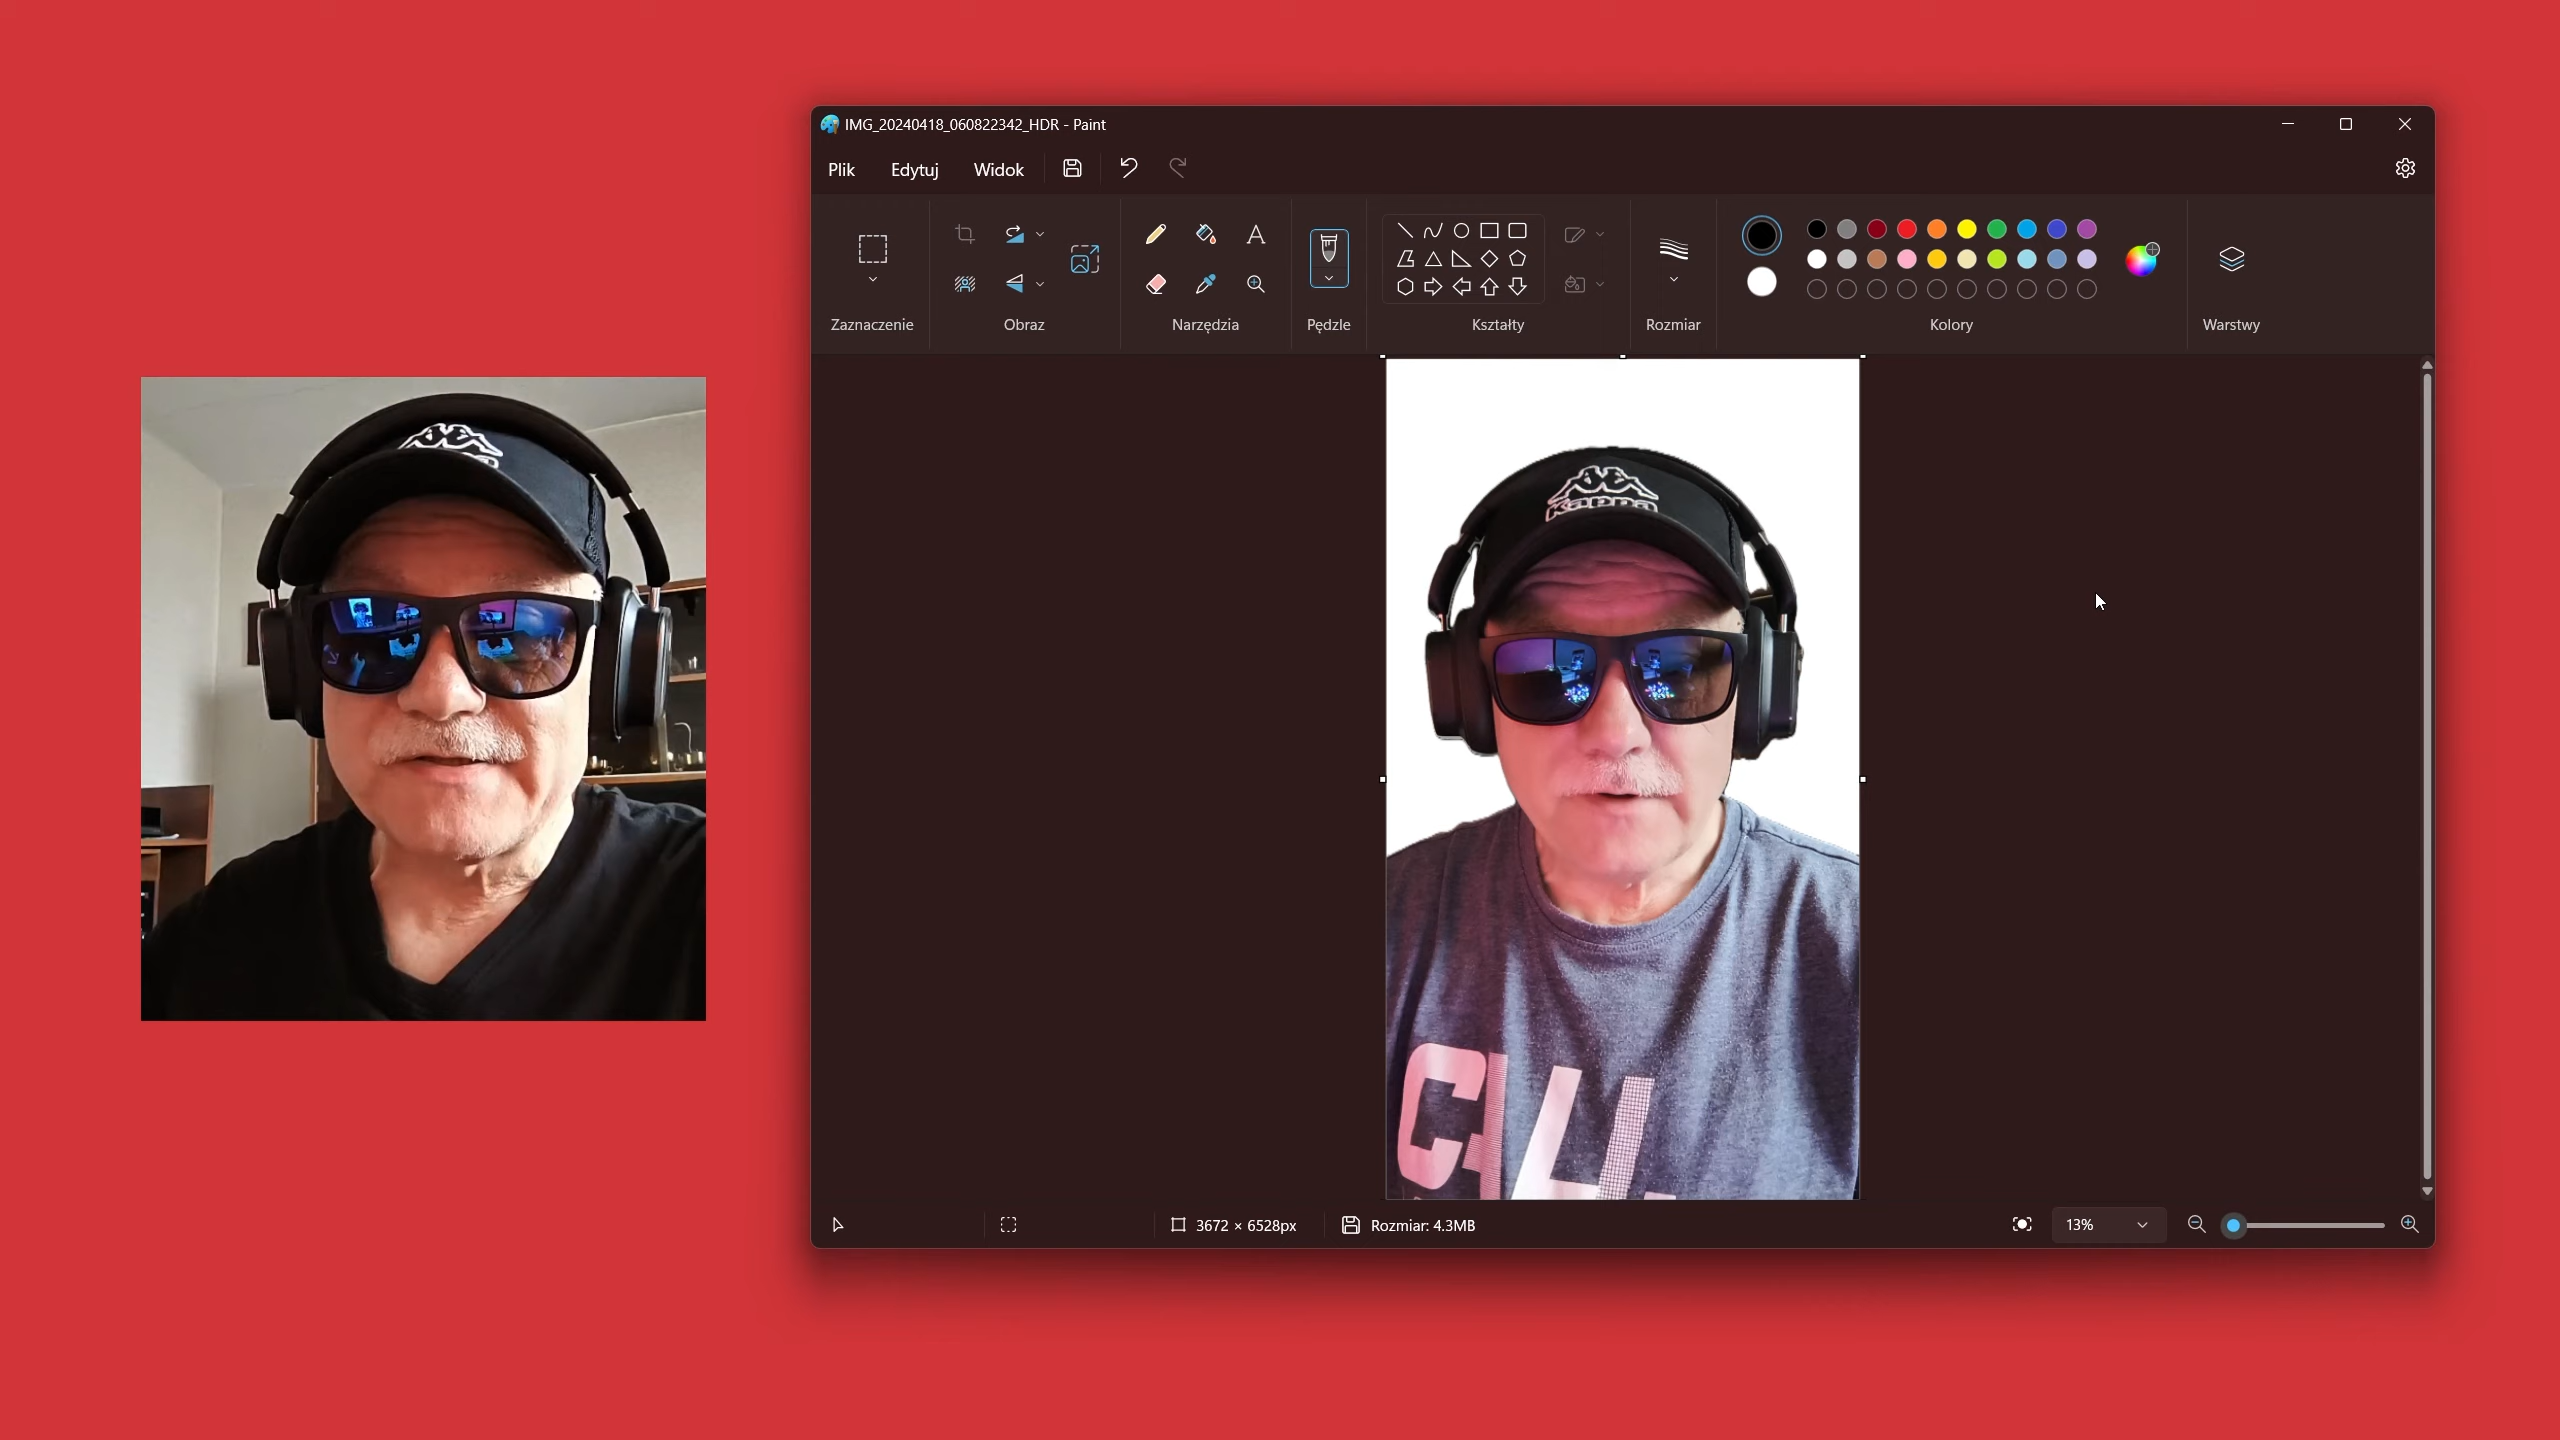 IMG_20240418_060822342_HDR - Paint
Plik Edytuj Widok
Zaznaczenie Obraz Narzędzia Pędzle Kształty Rozmiar Kolory Warstwy
Kappa
3672 × 6528px Rozmiar: 4.3MB 13%